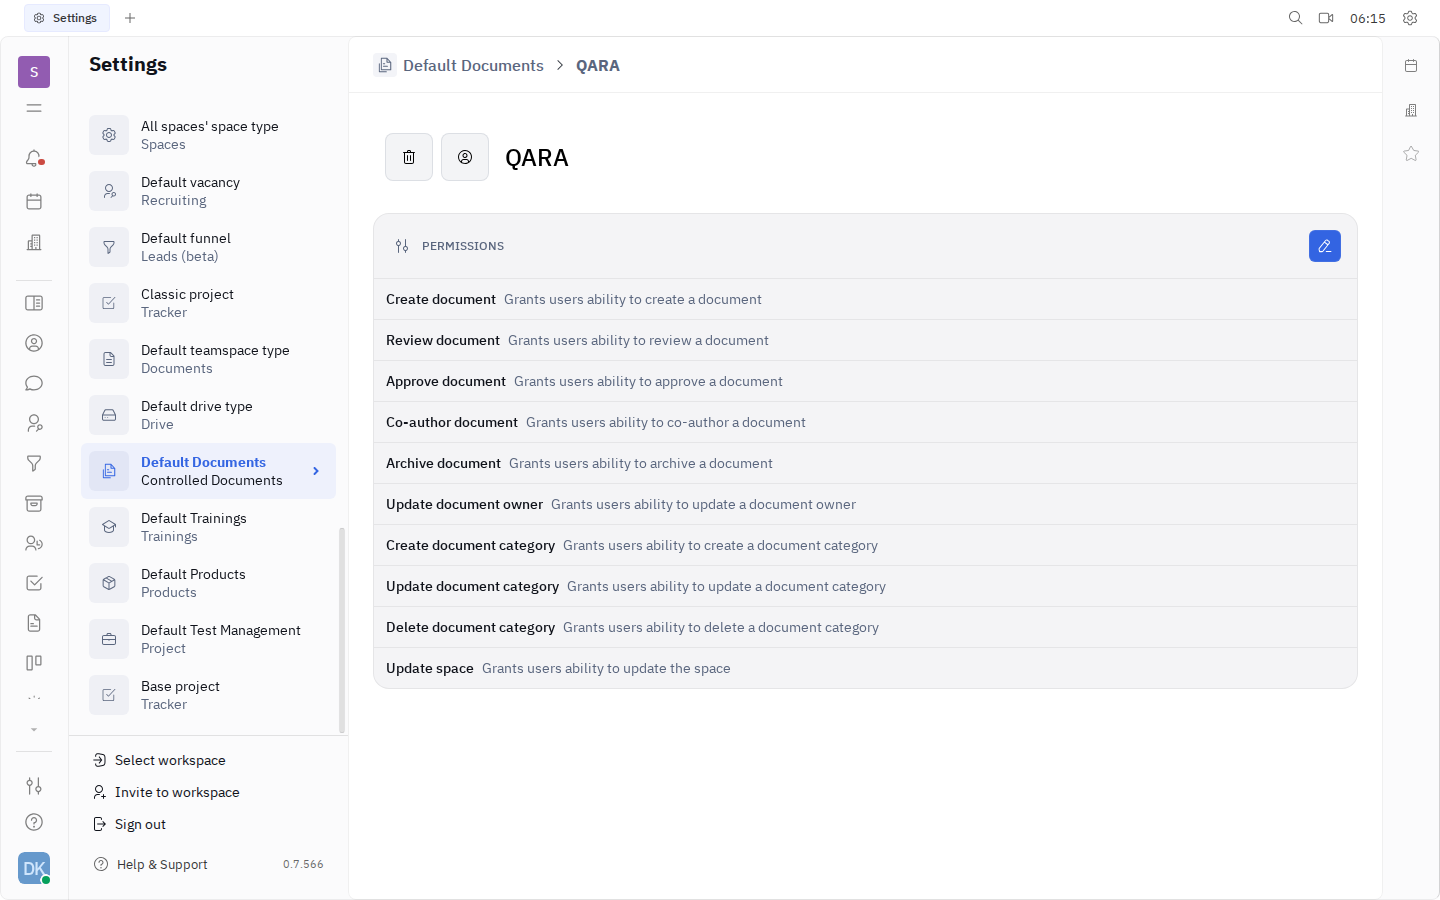 Settings
06:15
S
Settings
All spaces' space type
Spaces
Default vacancy
Recruiting
Default funnel
Leads (beta)
Classic project
Tracker
Default teamspace type
Documents
Default drive type
Drive
Default Documents
Controlled Documents
Default Trainings
Trainings
Default Products
Products
Default Test Management
Project
Base project
Tracker
Select workspace
Invite to workspace
Sign out
Help & Support 0.7.566
DK
Default Documents > QARA
QARA
PERMISSIONS
Create document Grants users ability to create a document
Review document Grants users ability to review a document
Approve document Grants users ability to approve a document
Co-author document Grants users ability to co-author a document
Archive document Grants users ability to archive a document
Update document owner Grants users ability to update a document owner
Create document category Grants users ability to create a document category
Update document category Grants users ability to update a document category
Delete document category Grants users ability to delete a document category
Update space Grants users ability to update the space